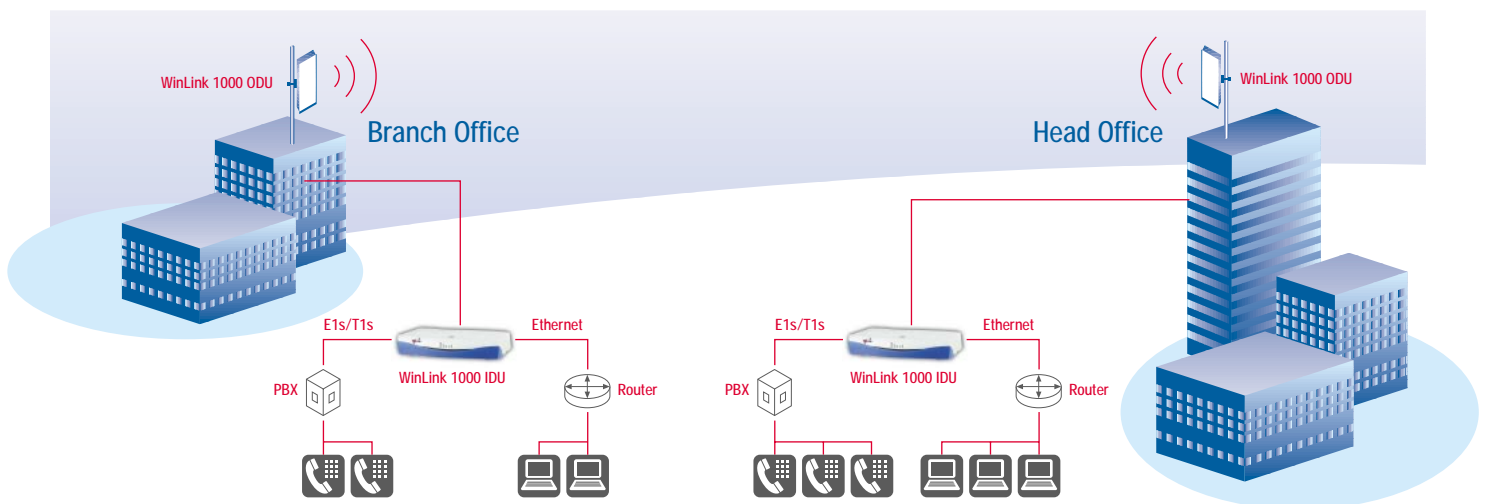 WinLink 1000 ODU
WinLink 1000 ODU
Branch Office
Head Office
E1s/T1s
Ethernet
E1s/T1s
Ethernet
WinLink 1000 IDU
WinLink 1000 IDU
PBX
Router
PBX
Router